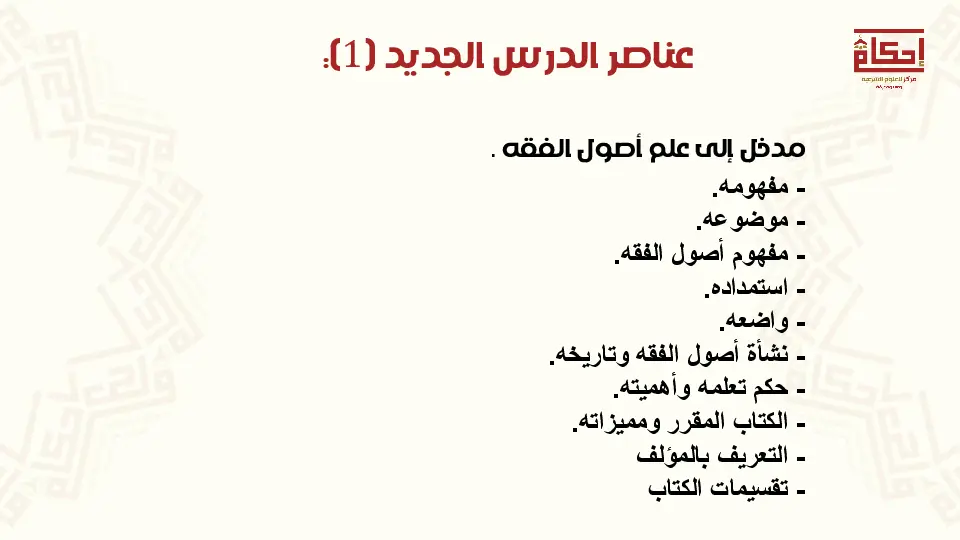 عناصر الدرس الجديد (1):
إحكام
مركز للعلوم الشرعية
مدخل إلى علم أصول الفقه .
- مفهومه.
- موضوعه.
- مفهوم أصول الفقه.
- استمداده.
- واضعه.
- نشأة أصول الفقه وتاريخه.
- حكم تعلمه وأهميته.
- الكتاب المقرر ومميزاته.
- التعريف بالمؤلف
- تقسيمات الكتاب